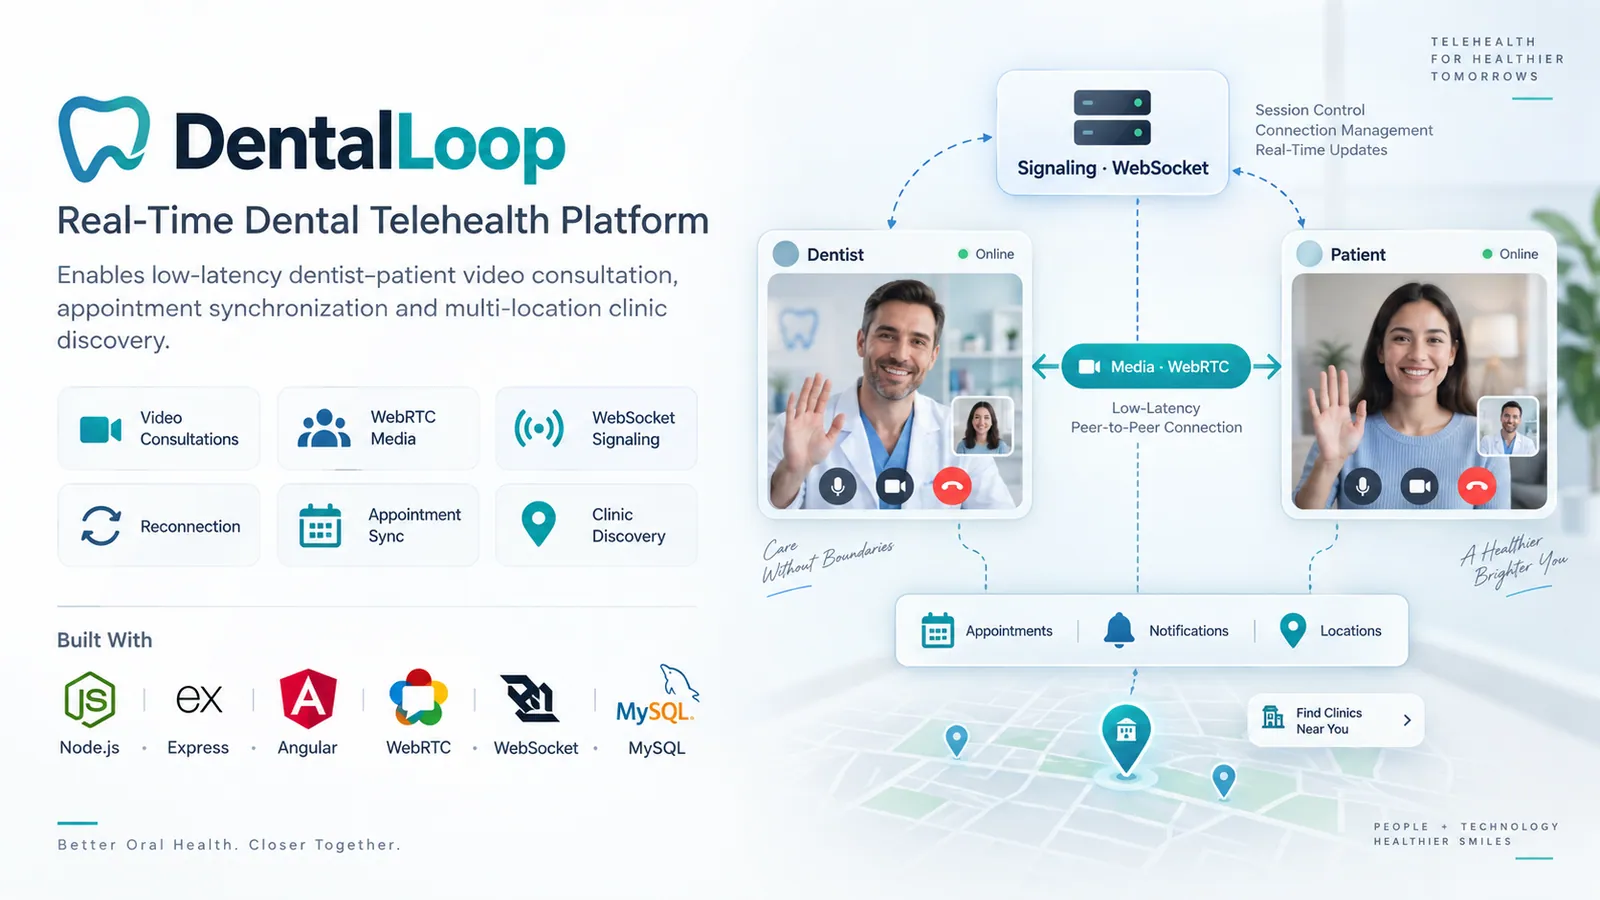 DentalLoop
Real-Time Dental Telehealth Platform
Enables low-latency dentist–patient video consultation,
appointment synchronization and multi-location clinic
discovery.
Video
Consultations
WebRTC
Media
WebSocket
Signaling
Reconnection
Appointment
Sync
Clinic
Discovery
Built With
JS
ex
A
MySQL.
Node.js • Express • Angular WebRTC • WebSocket • MySQL
Better Oral Health. Closer Together.
TELEHEALTH
FOR HEALTHIER
TOMORROWS
Signaling · WebSocket
Session Control
Connection Management
Real-Time Updates
Dentist
Online
Patient
Online
Media · WebRTC
Low-Latency
Peer-to-Peer Connection
Care
Without Boundaries
A Healthier
Brighter You
Appointments
Notifications
Locations
Find Clinics
Near You
PEOPLE + TECHNOLOGY
HEALTHIER SMILES